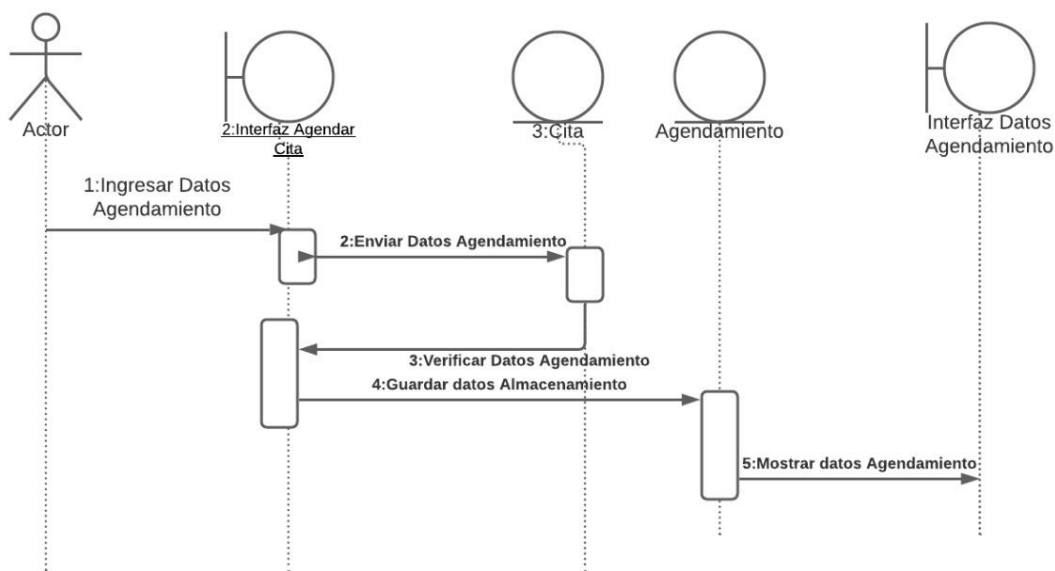 Actor
2:Interfaz Agendar
Cita
3:Cita
Agendamiento
Interfaz Datos
Agendamiento
1:Ingresar Datos
Agendamiento
2:Enviar Datos Agendamiento
3:Verificar Datos Agendamiento
4:Guardar datos Almacenamiento
5:Mostrar datos Agendamiento